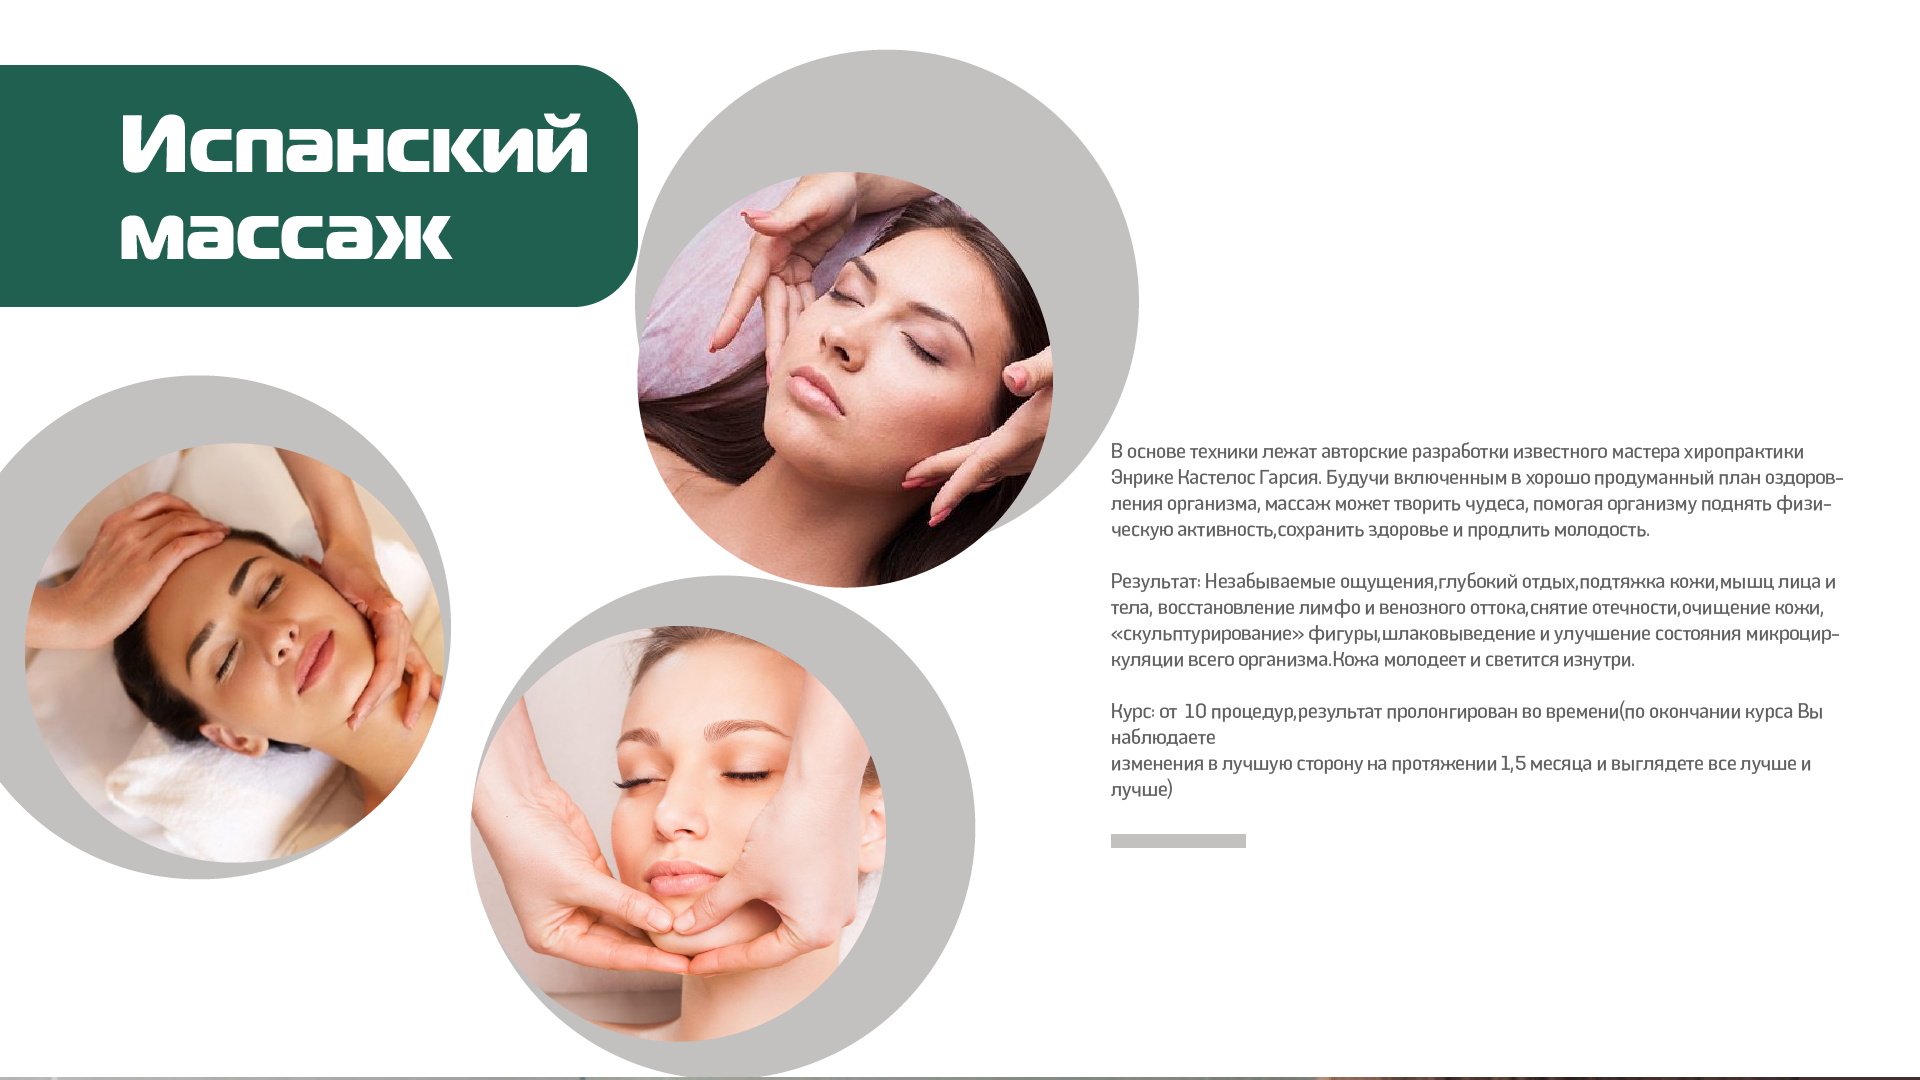 Испанский
массаж
В основе техники лежат авторские разработки известного мастера хиропрактики
Энрике Кастелос Гарсия. Будучи включенным в хорошо продуманный план оздоров-
ления организма, массаж может творить чудеса, помогая организму поднять физи-
ческую активность,сохранить здоровье и продлить молодость.
Результат: Незабываемые ощущения,глубокий отдых,подтяжка кожи,мышц лица и
тела, восстановление лимфо и венозного оттока,снятие отечности,очищение кожи,
«скульптурирование» фигуры,шлаковыведение и улучшение состояния микроцир-
куляции всего организма.Кожа молодеет и светится изнутри.
Курс: от 10 процедур,результат пролонгирован во времени(по окончании курса Вы
наблюдаете
изменения в лучшую сторону на протяжении 1,5 месяца и выглядете все лучше и
лучше)